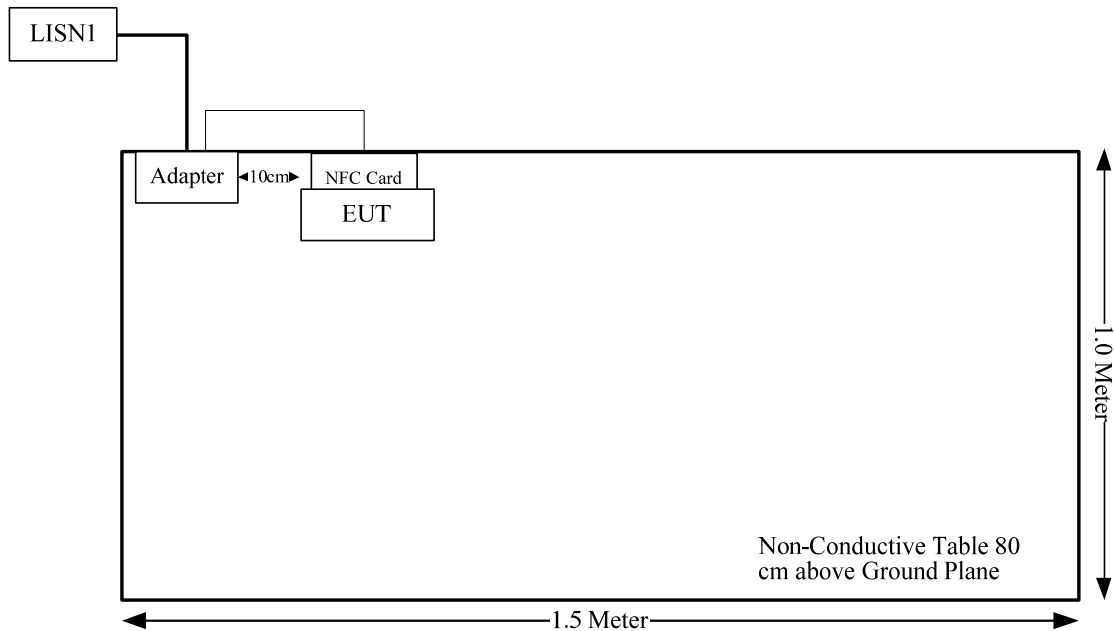 LISN1
Adapter
10cm
NFC Card
EUT
1.0 Meter
Non-Conductive Table 80
cm above Ground Plane
1.5 Meter